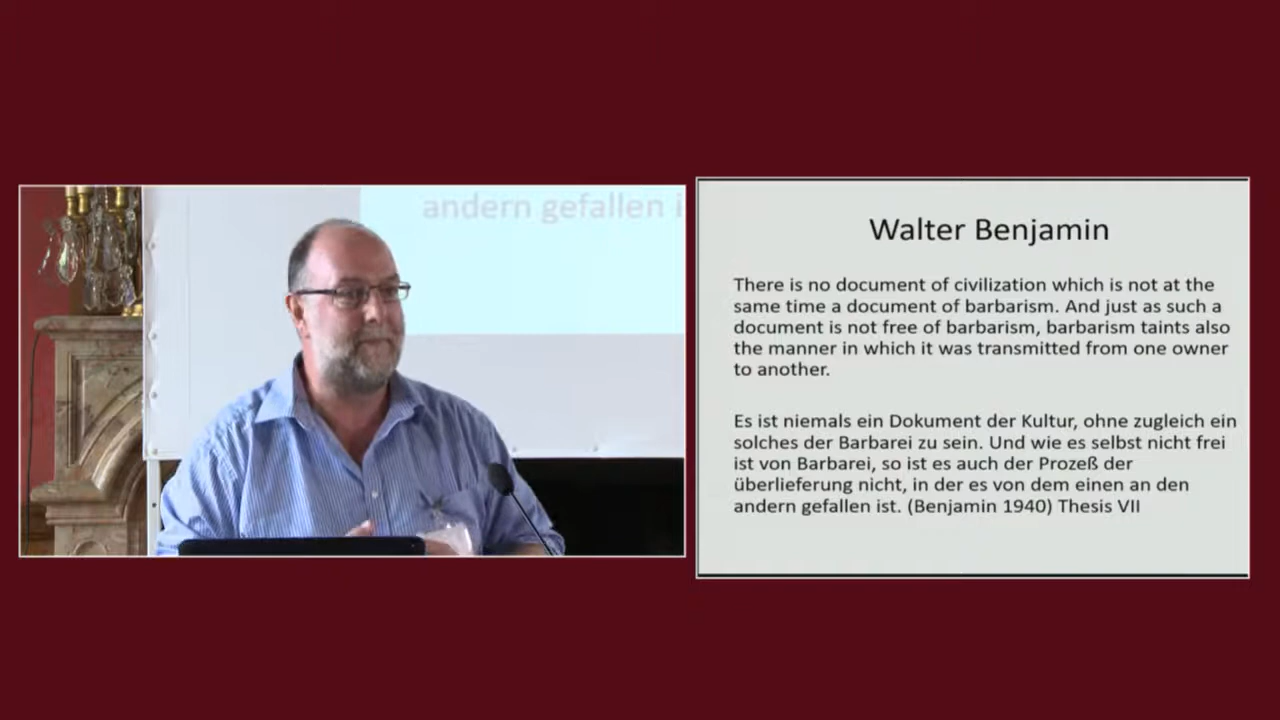 andern gefallen i
Walter Benjamin
There is no document of civilization which is not at the
same time a document of barbarism. And just as such a
document is not free of barbarism, barbarism taints also
the manner in which it was transmitted from one owner
to another.
Es ist niemals ein Dokument der Kultur, ohne zugleich ein
solches der Barbarei zu sein. Und wie es selbst nicht frei
ist von Barbarei, so ist es auch der Prozeß der
überlieferung nicht, in der es von dem einen an den
andern gefallen ist. (Benjamin 1940) Thesis VII